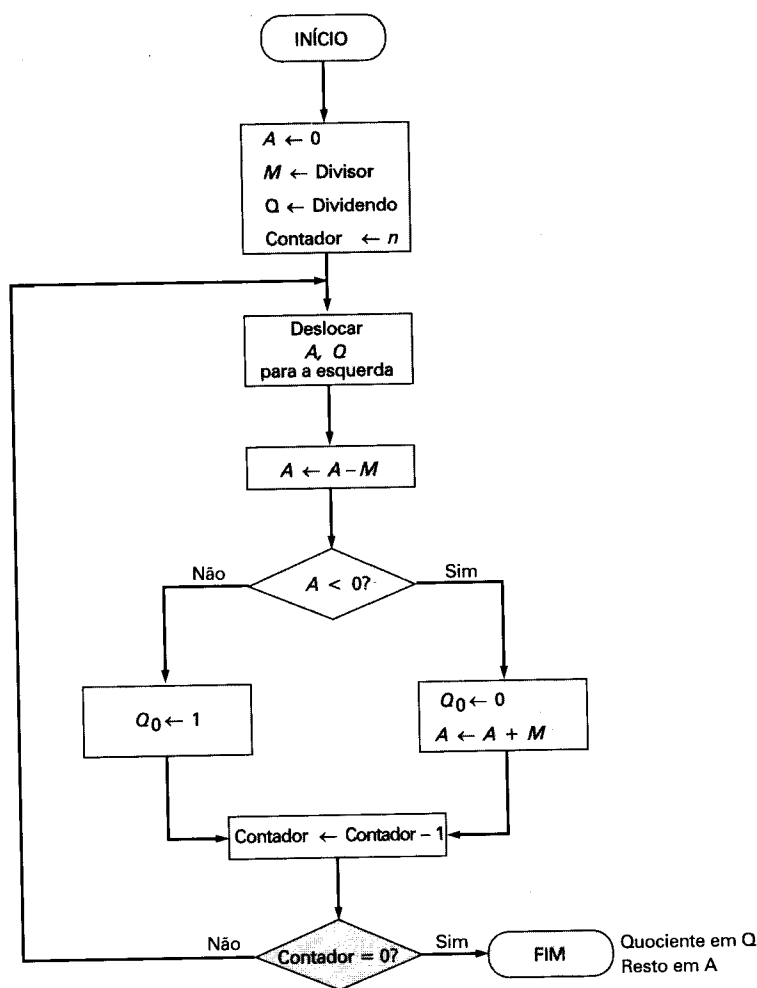 INÍCIO
A ← 0
M ← Divisor
Q ← Dividendo
Contador ← n
Deslocar
A, Q
para a esquerda
A ← A – M
Não
A < 0?
Sim
Q0 ← 1
Q0 ← 0
A ← A + M
Contador ← Contador – 1
Não
Contador = 0?
Sim
FIM
Quociente em Q
Resto em A